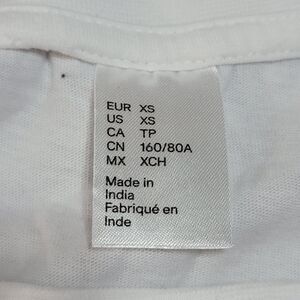 EUR XS
US XS
CA TP
CN 160/80A
MX XCH
Made in
India
Fabriqué en
Inde